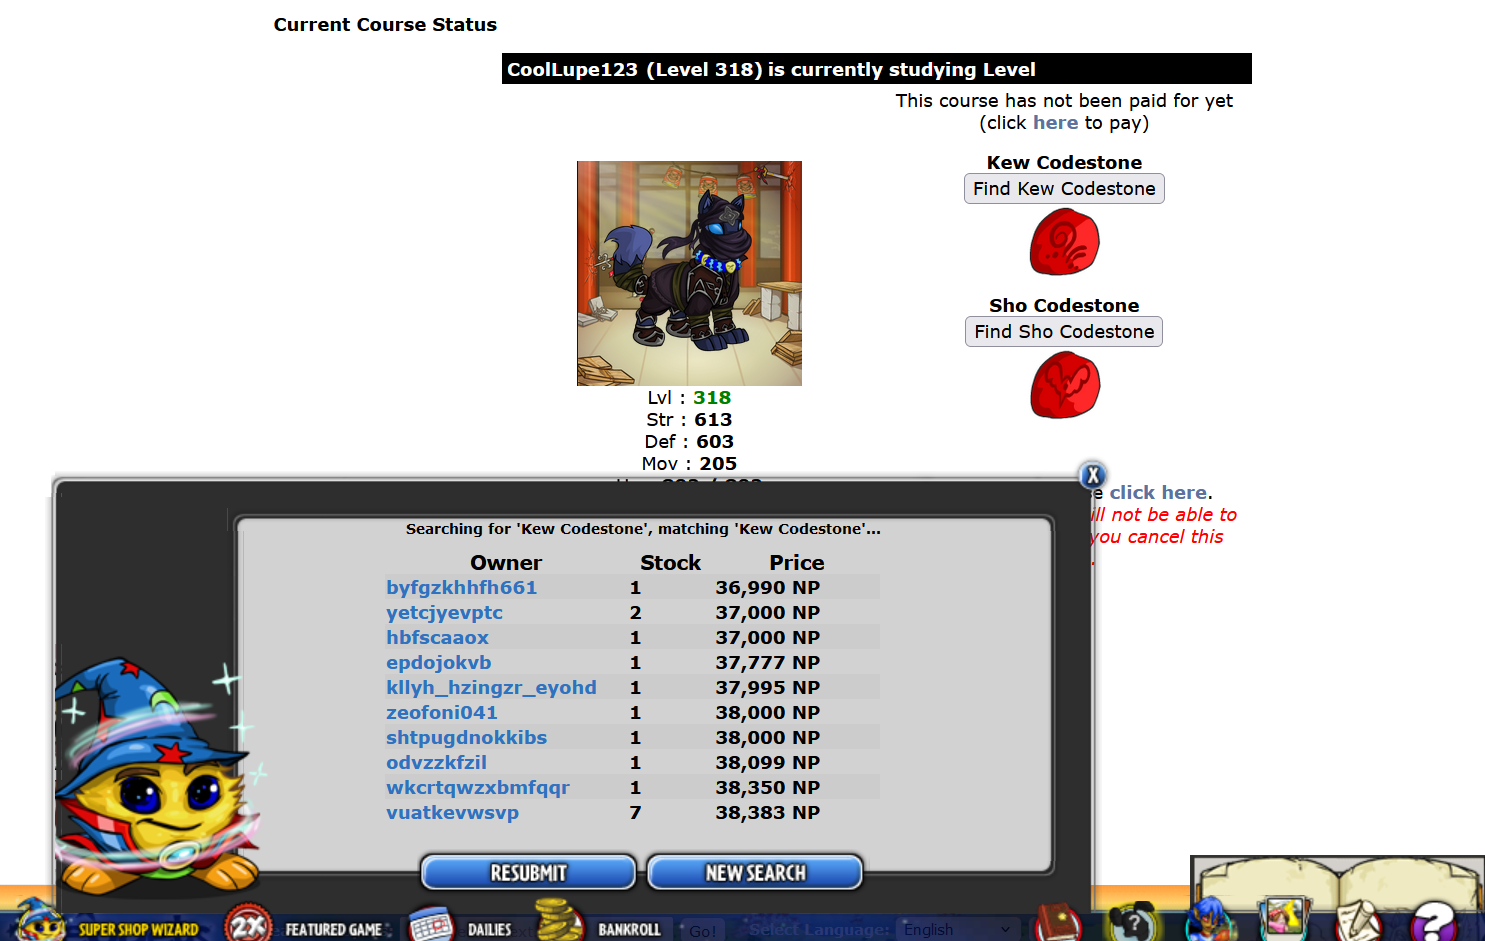 Current Course Status
CoolLupe123 (Level 318) is currently studying Level
This course has not been paid for yet
(click here to pay)
Kew Codestone
Find Kew Codestone
Sho Codestone
Find Sho Codestone
Lvl : 318
Str : 613
Def : 603
Mov : 205
click here.
ill not be able to
you cancel this
X
Searching for 'Kew Codestone', matching 'Kew Codestone'...
Owner Stock Price
byfgzkhhfh661 1 36,990 NP
yetcjyevptc 2 37,000 NP
hbfscaaox 1 37,000 NP
epdojokvb 1 37,777 NP
kllyh_hzingzr_eyohd 1 37,995 NP
zeofoni041 1 38,000 NP
shtpugdnokkibs 1 38,000 NP
odvzzkfzil 1 38,099 NP
wkcrtqwzxbmfqqr 1 38,350 NP
vuatkevwsvp 7 38,383 NP
RESUBMIT NEW SEARCH
SUPER SHOP WIZARD 2X FEATURED GAME DAILIES BANKROLL Go! Select Language: English ? ?